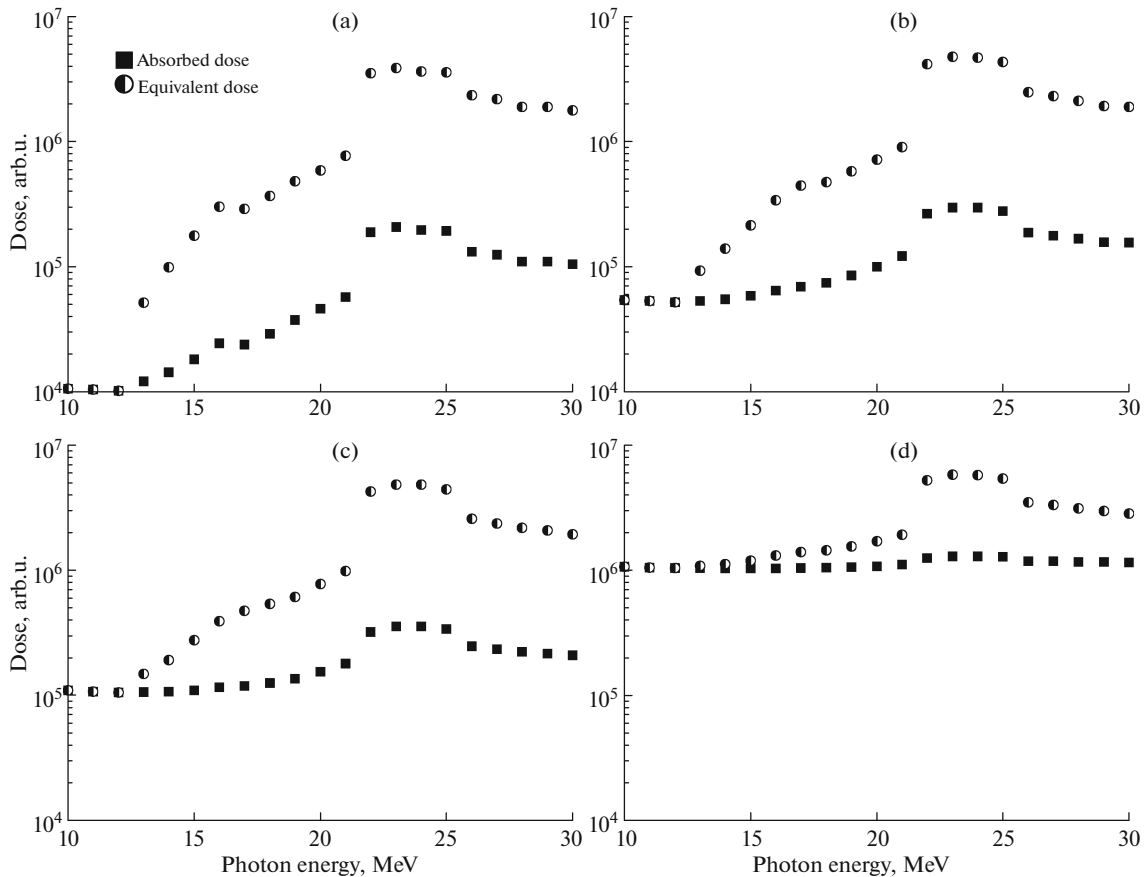 (a)
(b)
Absorbed dose
Equivalent dose
Dose, arb.u.
10⁷
10⁶
10⁵
10⁴
10 15 20 25 30
10⁷
10⁶
10⁵
10⁴
10 15 20 25 30
(c)
(d)
Dose, arb.u.
10⁷
10⁶
10⁵
10⁴
10 15 20 25 30
Photon energy, MeV
10⁷
10⁶
10⁵
10⁴
10 15 20 25 30
Photon energy, MeV